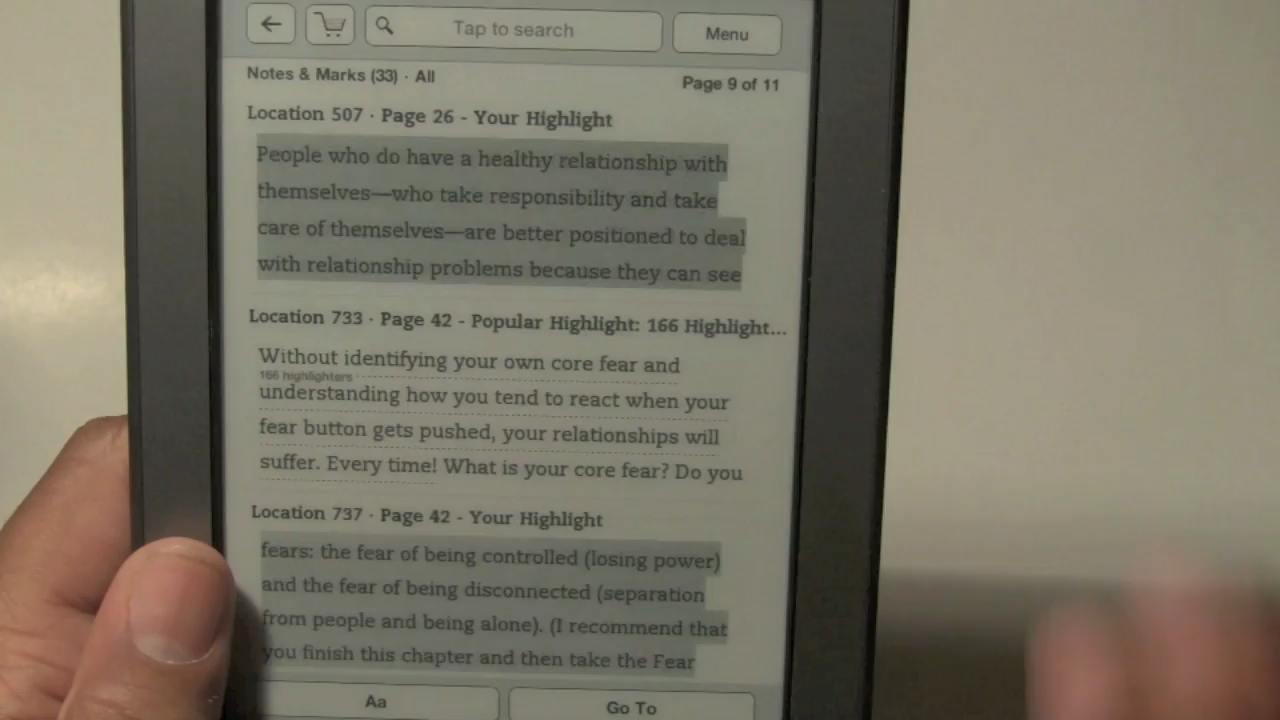 Tap to search
Menu
Notes & Marks (33) · All
Page 9 of 11
Location 507 · Page 26 - Your Highlight
People who do have a healthy relationship with
themselves—who take responsibility and take
care of themselves—are better positioned to deal
with relationship problems because they can see
Location 733 · Page 42 - Popular Highlight: 166 Highlight...
Without identifying your own core fear and
166 highlighters
understanding how you tend to react when your
fear button gets pushed, your relationships will
suffer. Every time! What is your core fear? Do you
Location 737 · Page 42 - Your Highlight
fears: the fear of being controlled (losing power)
and the fear of being disconnected (separation
from people and being alone). (I recommend that
you finish this chapter and then take the Fear
Aa
Go To